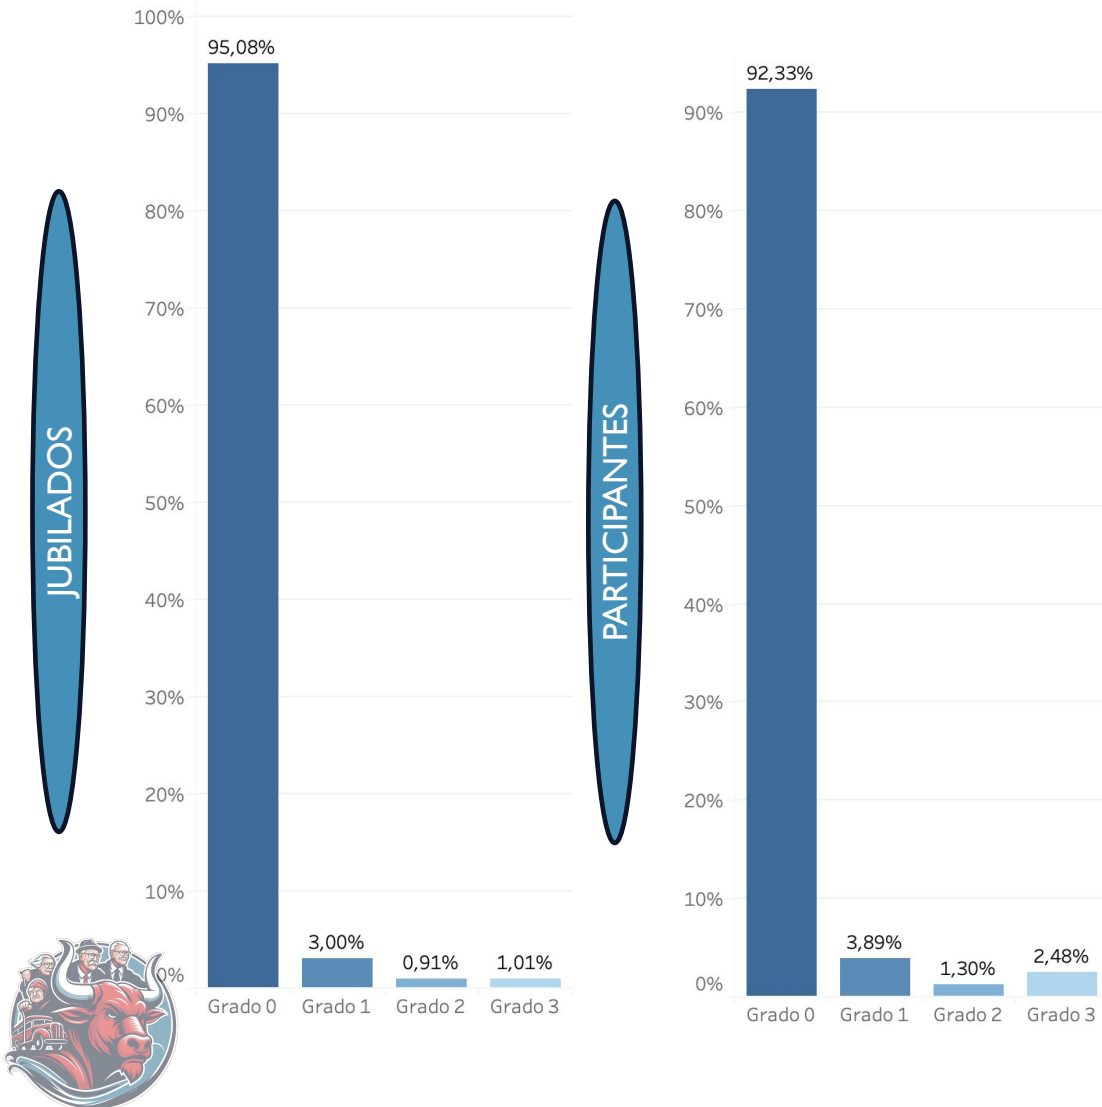 JUBILADOS
100%
90%
80%
70%
60%
50%
40%
30%
20%
10%
0%
95,08%
3,00%
0,91%
1,01%
Grado 0
Grado 1
Grado 2
Grado 3
PARTICIPANTES
90%
80%
70%
60%
50%
40%
30%
20%
10%
0%
92,33%
3,89%
1,30%
2,48%
Grado 0
Grado 1
Grado 2
Grado 3